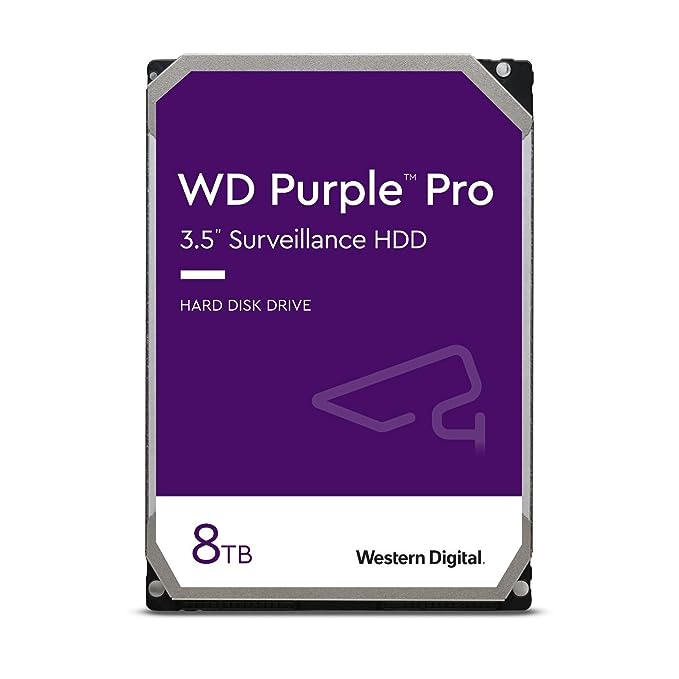 WD Purple™ Pro
3.5" Surveillance HDD
HARD DISK DRIVE
8TB
Western Digital.